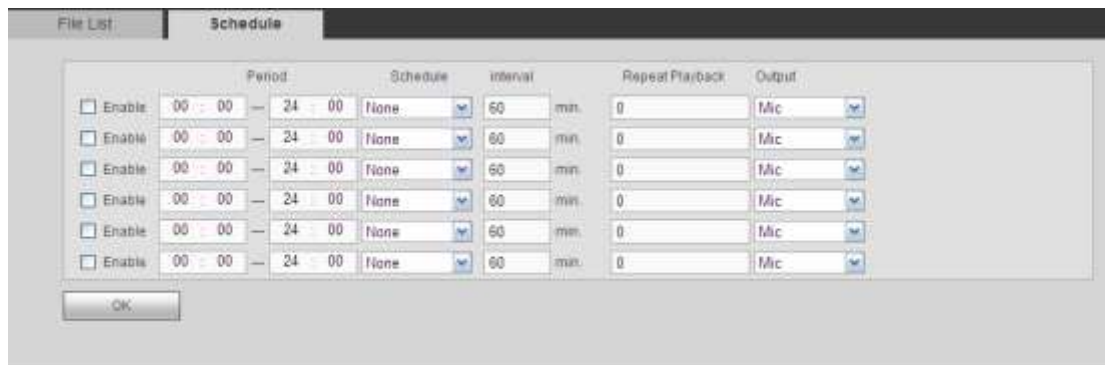 File List Schedule
Period Schedule interval Repeat Playback Output
Enable 00 : 00 — 24 : 00 None 60 min. 0 Mic
Enable 00 : 00 — 24 : 00 None 60 min. 0 Mic
Enable 00 : 00 — 24 : 00 None 60 min. 0 Mic
Enable 00 : 00 — 24 : 00 None 60 min. 0 Mic
Enable 00 : 00 — 24 : 00 None 60 min. 0 Mic
Enable 00 : 00 — 24 : 00 None 60 min. 0 Mic
OK